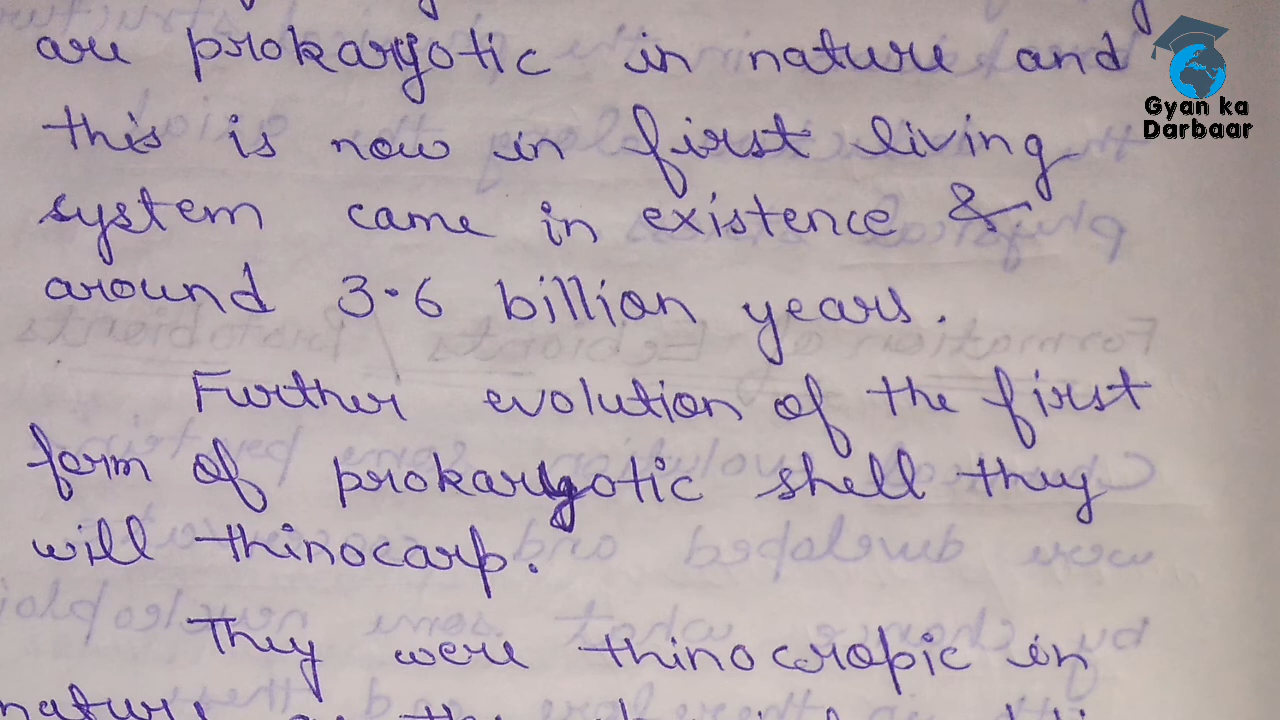 are prokaryotic in nature and
this is now in first living
system came in existence &
around 3.6 billion years.
Further evolution of the first
form of prokaryotic shell they
will thinocarp.
They were thinocropic in
nature
Gyan ka
Darbaar